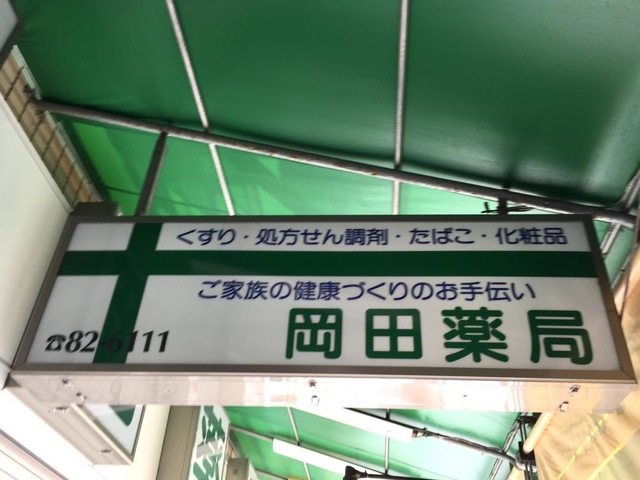 くすり・処方せん調剤・たばこ・化粧品
ご家族の健康づくりのお手伝い
岡田薬局
☎82-6111